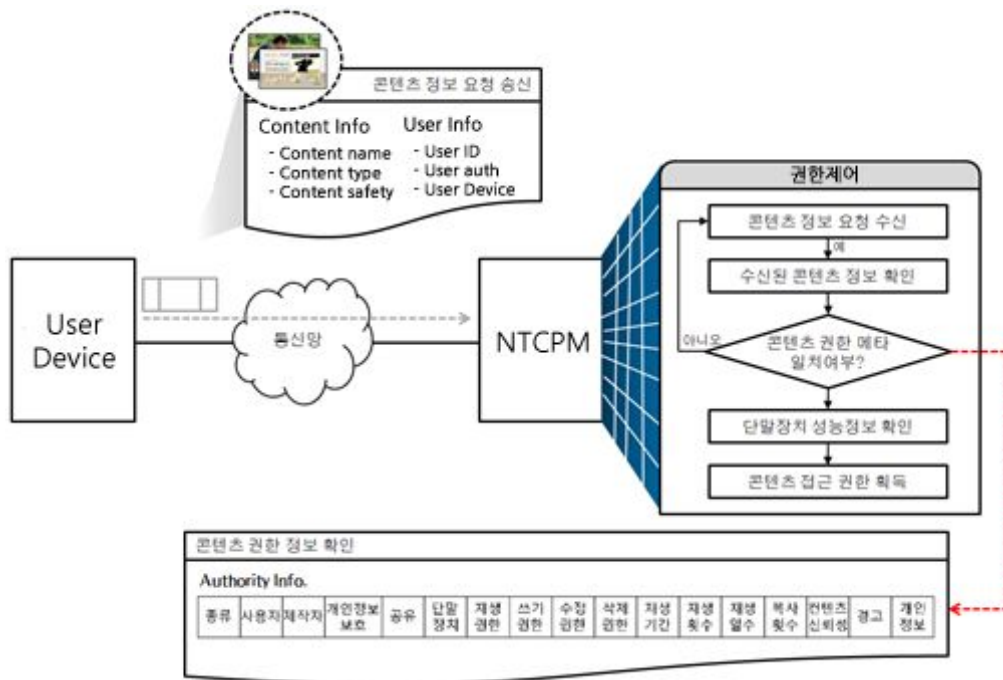 콘텐츠 정보 요청 송신
Content Info
- Content name
- Content type
- Content safety
User Info
- User ID
- User auth
- User Device
User
Device
통신망
NTCPM
권한제어
콘텐츠 정보 요청 수신
예
수신된 콘텐츠 정보 확인
아니오
콘텐츠 권한 메타
일치여부?
단말장치 성능정보 확인
콘텐츠 접근 권한 획득
콘텐츠 권한 정보 확인
Authority Info.
종류
사용자
제작자
개인정보
보호
공유
단말
장치
재생
권한
쓰기
권한
수정
권한
삭제
권한
재생
기간
재생
횟수
재생
일수
복사
횟수
컨텐츠
신뢰성
경고
개인
정보